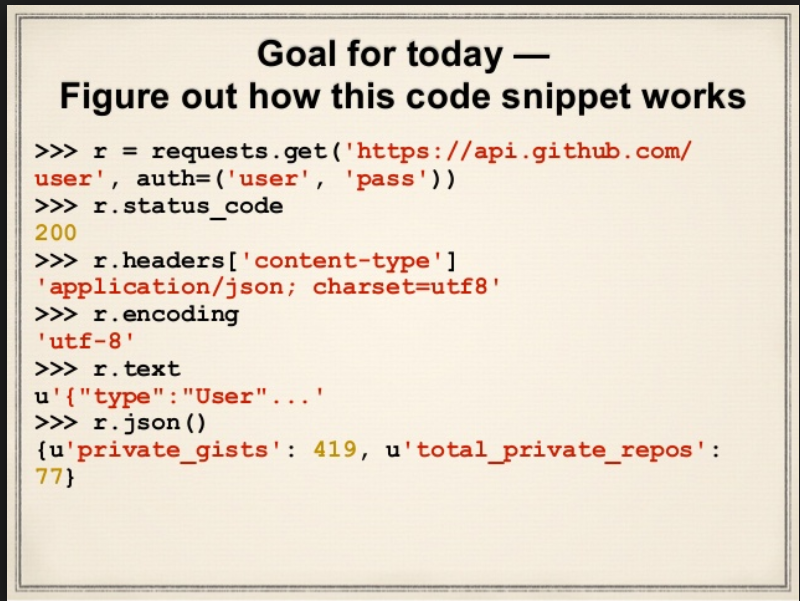 Goal for today —
Figure out how this code snippet works
>>> r = requests.get('https://api.github.com/
user', auth=('user', 'pass'))
>>> r.status_code
200
>>> r.headers['content-type']
'application/json; charset=utf8'
>>> r.encoding
'utf-8'
>>> r.text
u'{"type":"User"...'
>>> r.json()
{u'private_gists': 419, u'total_private_repos':
77}